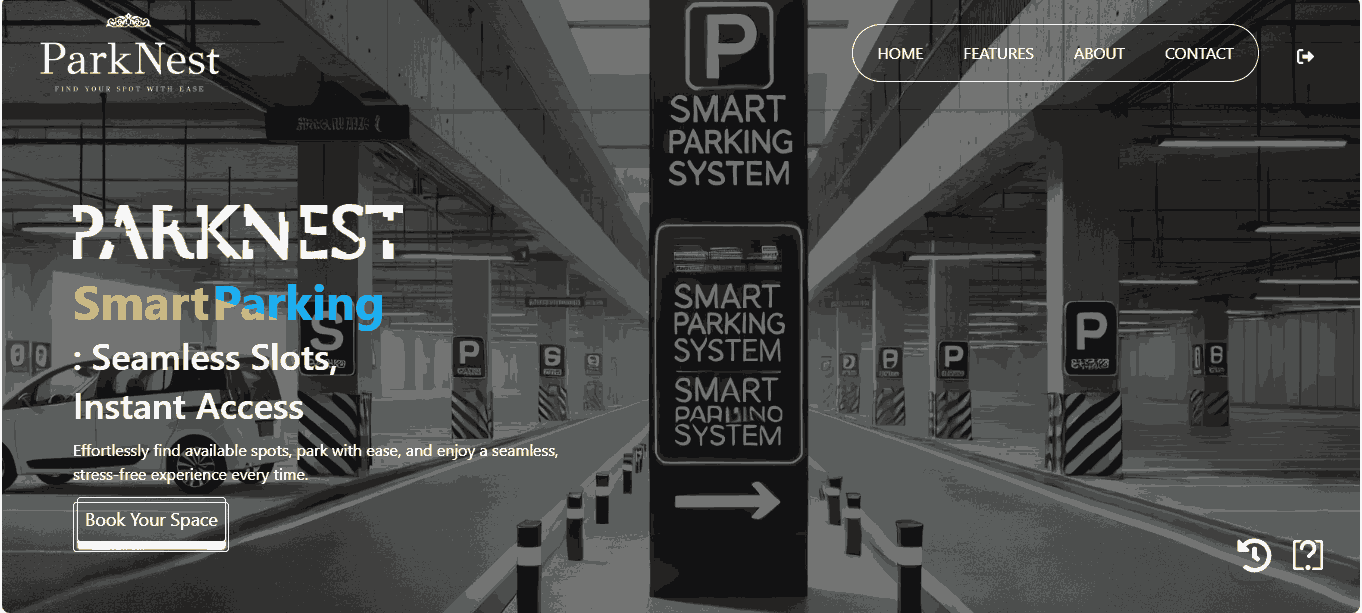 ParkNest
FIND YOUR SPOT WITH EASE
HOME FEATURES ABOUT CONTACT
P
SMART
PARKING
SYSTEM
PARKNEST
SmartParking
: Seamless Slots,
Instant Access
Effortlessly find available spots, park with ease, and enjoy a seamless,
stress-free experience every time.
Book Your Space
SMART
PARKING
SYSTEM
SMART
SYSTEM
S
P
P
P